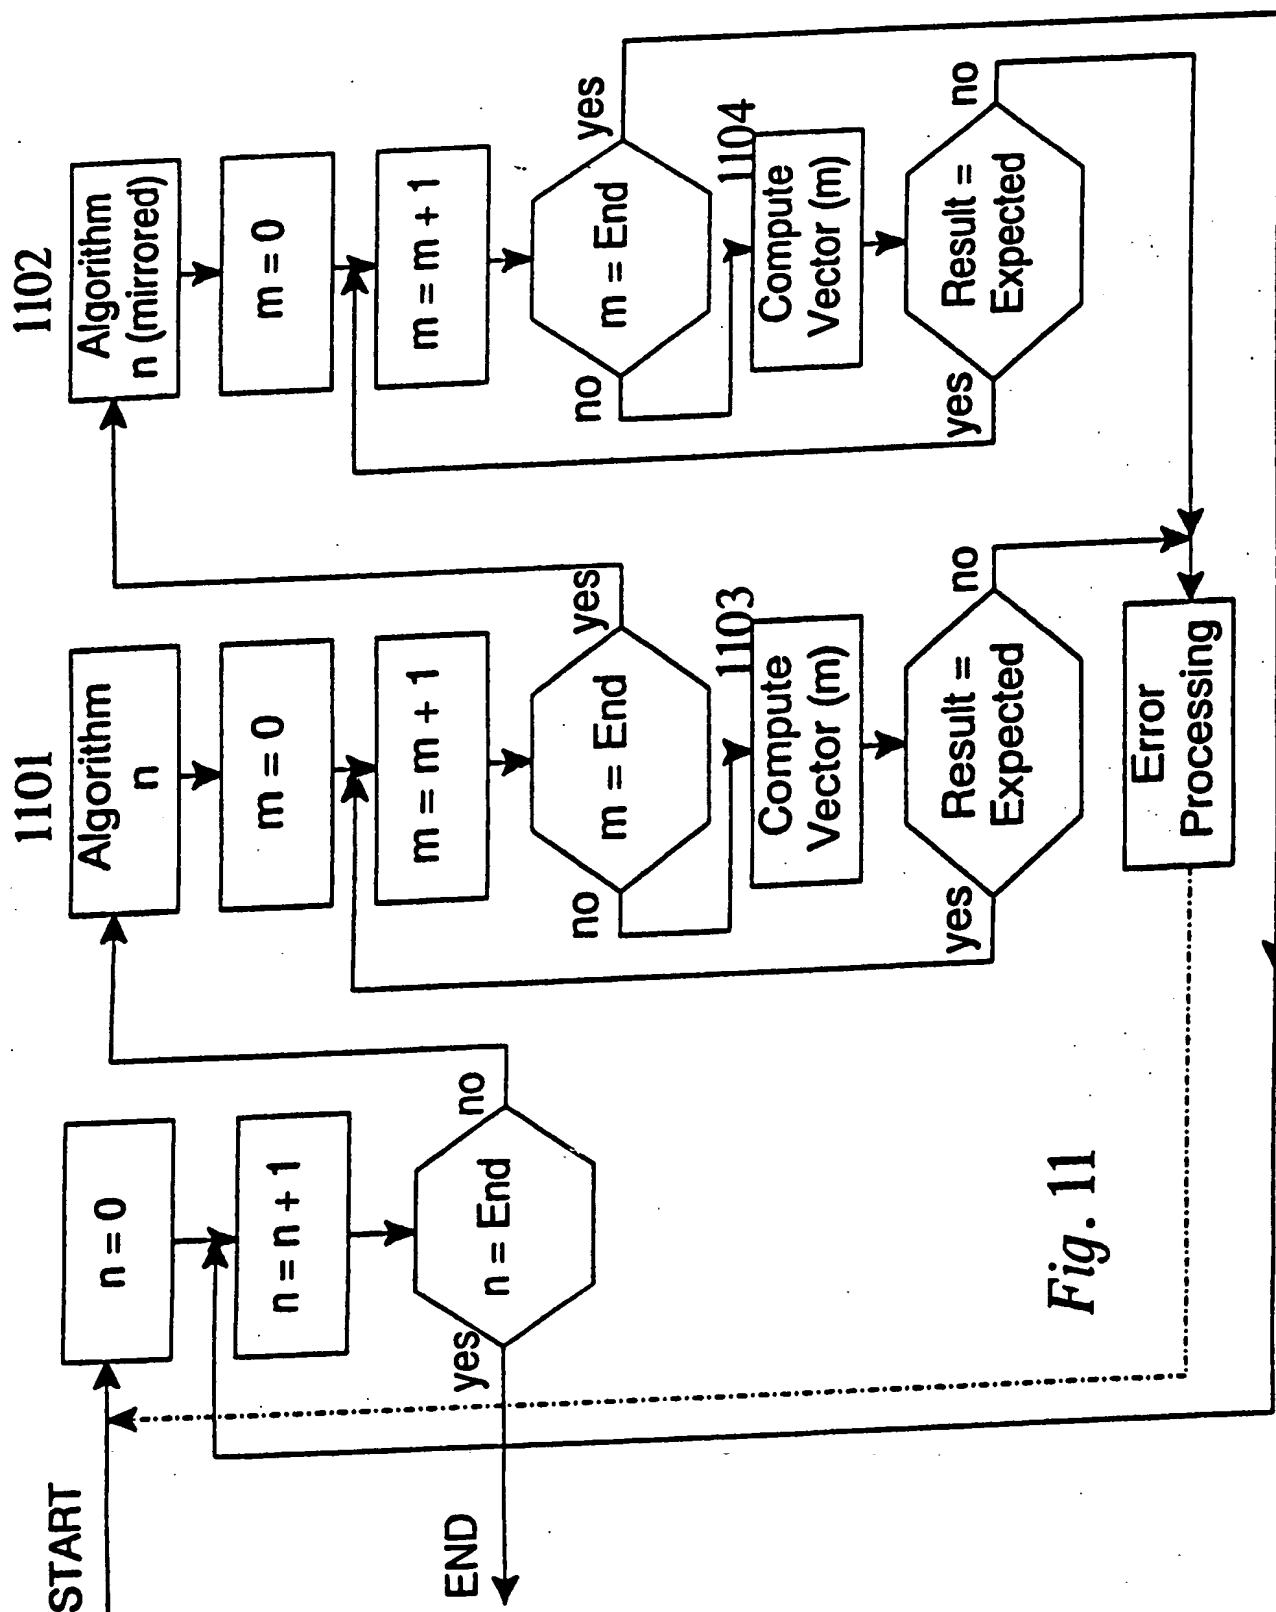 START
n = 0
n = n + 1
n = End
yes
no
END
1101
Algorithm
n
m = 0
m = m + 1
m = End
no
yes
1103
Compute
Vector (m)
Result =
Expected
yes
no
1102
Algorithm
n (mirrored)
m = 0
m = m + 1
m = End
no
yes
1104
Compute
Vector (m)
Result =
Expected
yes
no
Error
Processing
Fig. 11